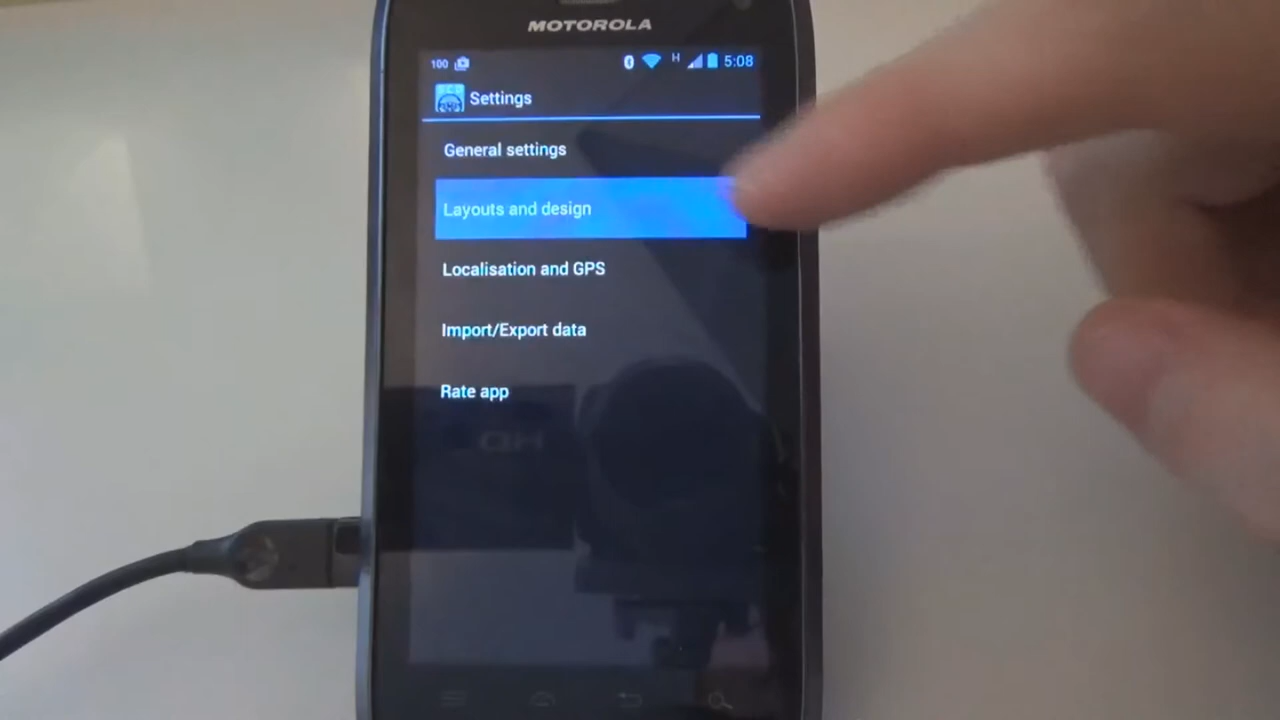 MOTOROLA
100 H 5:08
Settings
General settings
Layouts and design
Localisation and GPS
Import/Export data
Rate app